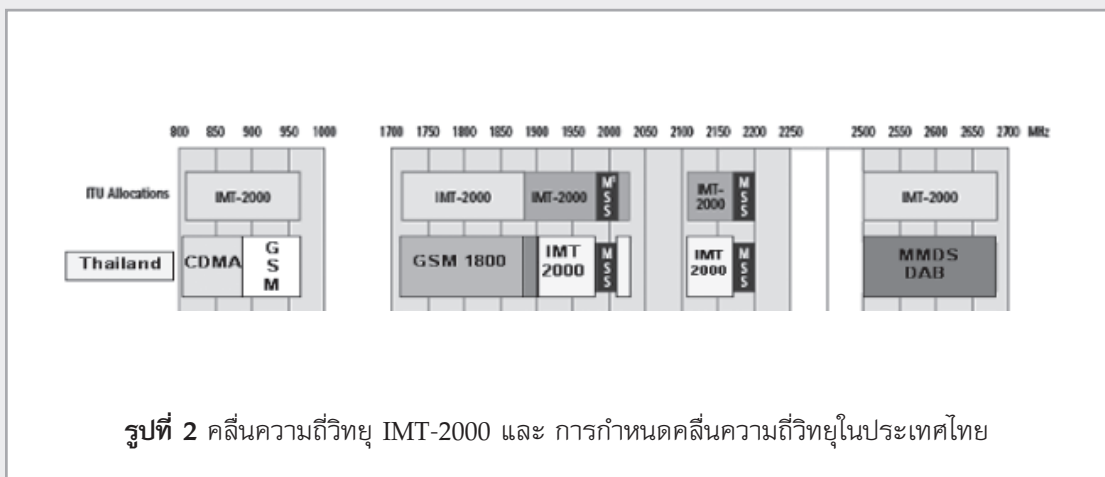 800 850 900 950 1000 1700 1750 1800 1850 1900 1950 2000 2050 2100 2150 2200 2250 2500 2550 2600 2650 2700 MHz
ITU Allocations IMT-2000 IMT-2000 IMT-2000 M¹SS IMT-2000 MSS IMT-2000
Thailand CDMA GSM GSM 1800 IMT 2000 MSS IMT 2000 MSS MMDS DAB
รูปที่ 2 คลื่นความถี่วิทยุ IMT-2000 และ การกำหนดคลื่นความถี่วิทยุในประเทศไทย